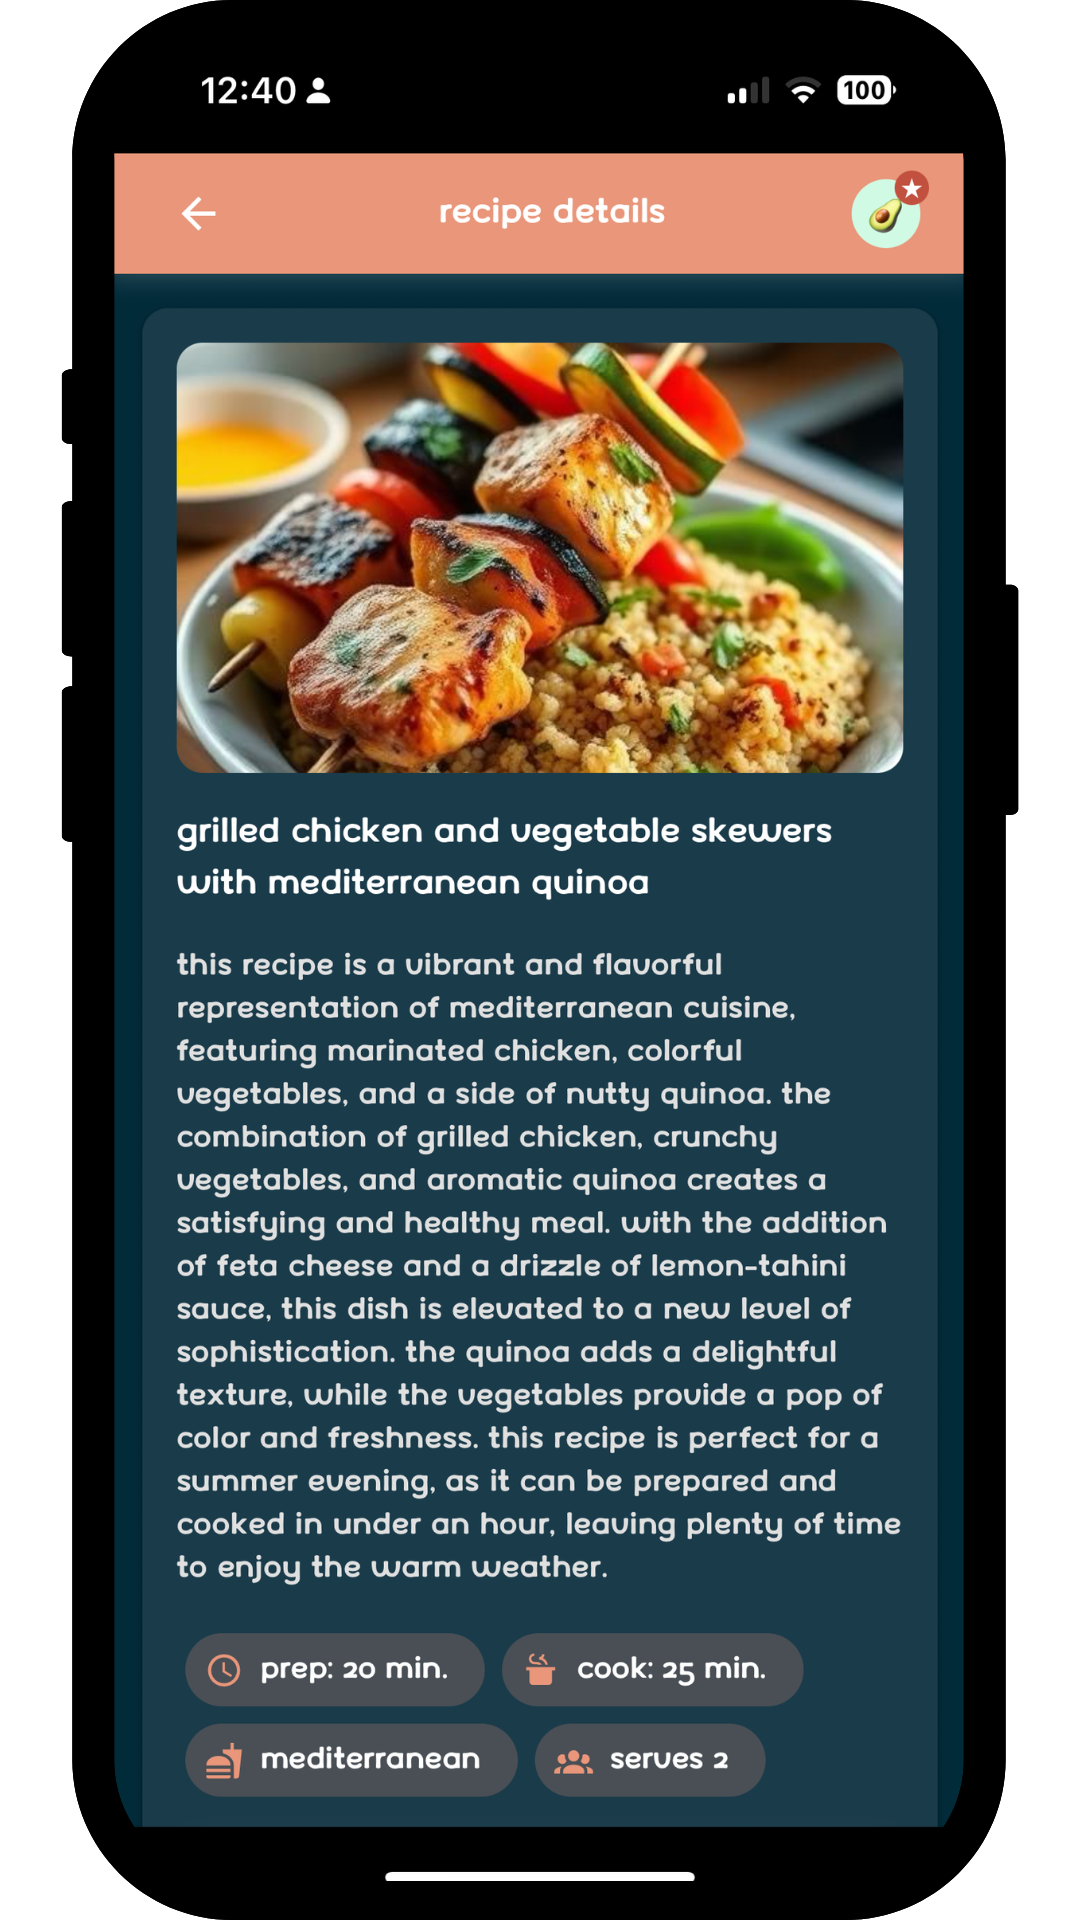 12:40
100
recipe details
grilled chicken and vegetable skewers
with mediterranean quinoa
this recipe is a vibrant and flavorful
representation of mediterranean cuisine,
featuring marinated chicken, colorful
vegetables, and a side of nutty quinoa. the
combination of grilled chicken, crunchy
vegetables, and aromatic quinoa creates a
satisfying and healthy meal. with the addition
of feta cheese and a drizzle of lemon-tahini
sauce, this dish is elevated to a new level of
sophistication. the quinoa adds a delightful
texture, while the vegetables provide a pop of
color and freshness. this recipe is perfect for a
summer evening, as it can be prepared and
cooked in under an hour, leaving plenty of time
to enjoy the warm weather.
prep: 20 min.
cook: 25 min.
mediterranean
serves 2